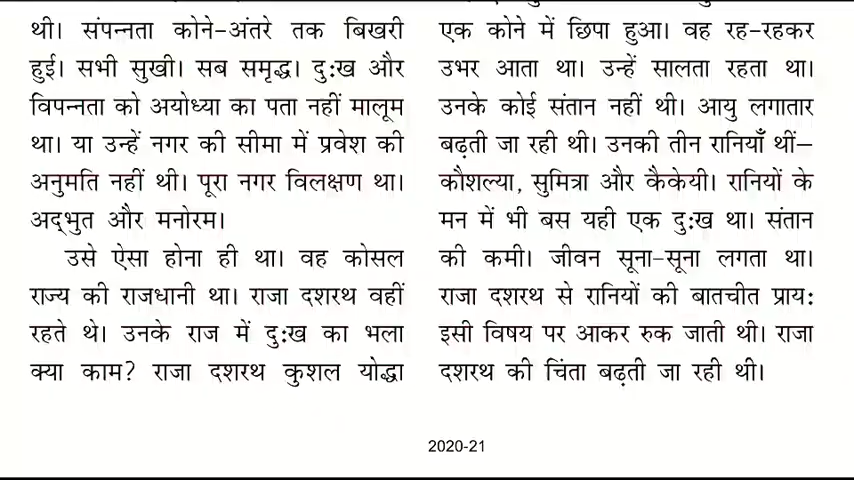 थी। संपन्नता कोने-अंतरे तक बिखरी
हुई। सभी सुखी। सब समृद्ध। दु:ख और
विपन्नता को अयोध्या का पता नहीं मालूम
था। या उन्हें नगर की सीमा में प्रवेश की
अनुमति नहीं थी। पूरा नगर विलक्षण था।
अद्‌भुत और मनोरम।
उसे ऐसा होना ही था। वह कोसल
राज्य की राजधानी था। राजा दशरथ वहीं
रहते थे। उनके राज में दु:ख का भला
क्या काम? राजा दशरथ कुशल योद्धा
एक कोने में छिपा हुआ। वह रह-रहकर
उभर आता था। उन्हें सालता रहता था।
उनके कोई संतान नहीं थी। आयु लगातार
बढ़ती जा रही थी। उनकी तीन रानियाँ थीं–
कौशल्या, सुमित्रा और कैकेयी। रानियों के
मन में भी बस यही एक दु:ख था। संतान
की कमी। जीवन सूना-सूना लगता था।
राजा दशरथ से रानियों की बातचीत प्राय:
इसी विषय पर आकर रुक जाती थी। राजा
दशरथ की चिंता बढ़ती जा रही थी।
2020-21